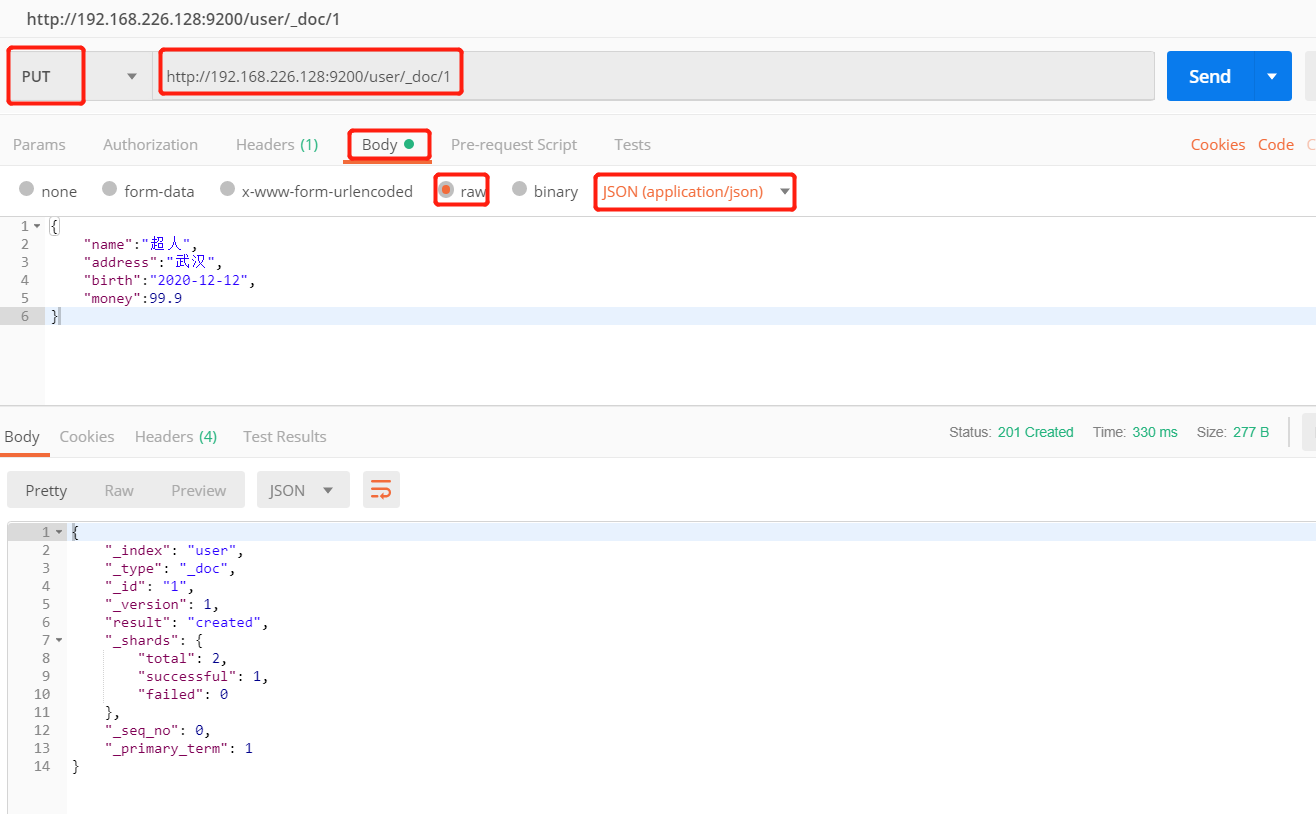 http://192.168.226.128:9200/user/_doc/1
PUT http://192.168.226.128:9200/user/_doc/1 Send
Params Authorization Headers (1) Body Pre-request Script Tests Cookies Code
none form-data x-www-form-urlencoded raw binary JSON (application/json)
1 {
2 "name":"超人",
3 "address":"武汉",
4 "birth":"2020-12-12",
5 "money":99.9
6 }
Body Cookies Headers (4) Test Results Status: 201 Created Time: 330 ms Size: 277 B
Pretty Raw Preview JSON
1 {
2 "_index": "user",
3 "_type": "_doc",
4 "_id": "1",
5 "_version": 1,
6 "result": "created",
7 "_shards": {
8 "total": 2,
9 "successful": 1,
10 "failed": 0
11 },
12 "_seq_no": 0,
13 "_primary_term": 1
14 }